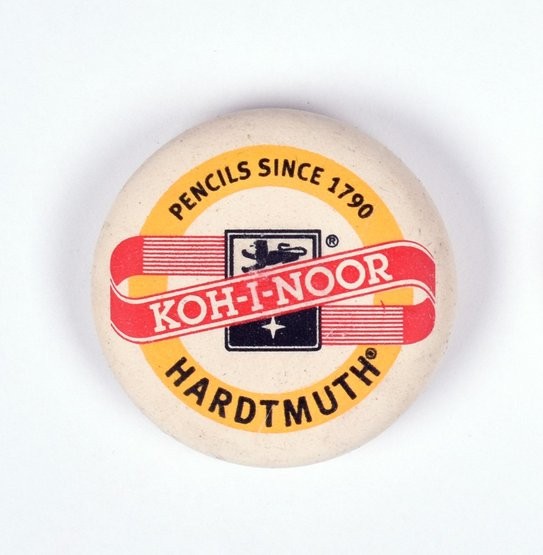 PENCILS SINCE 1790
®
KOH-I-NOOR
HARDTMUTH®